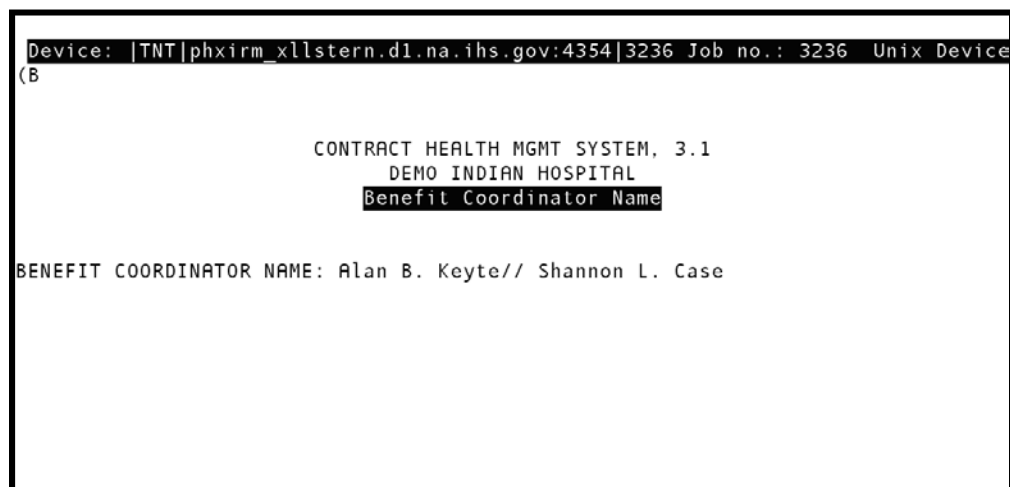 Device: |TNT|phxirm_xllstern.d1.na.ihs.gov:4354|3236 Job no.: 3236 Unix Device
(B
CONTRACT HEALTH MGMT SYSTEM, 3.1
DEMO INDIAN HOSPITAL
Benefit Coordinator Name
BENEFIT COORDINATOR NAME: Alan B. Keyte// Shannon L. Case